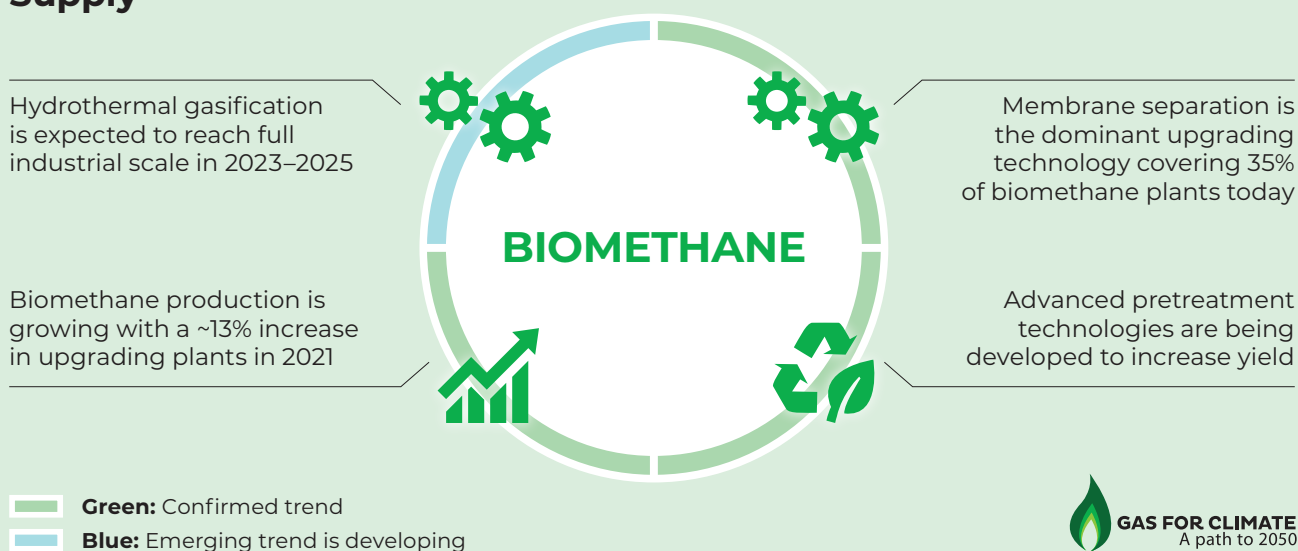 Supply
Hydrothermal gasification
is expected to reach full
industrial scale in 2023–2025
Membrane separation is
the dominant upgrading
technology covering 35%
of biomethane plants today
BIOMETHANE
Biomethane production is
growing with a ~13% increase
in upgrading plants in 2021
Advanced pretreatment
technologies are being
developed to increase yield
Green: Confirmed trend
Blue: Emerging trend is developing
GAS FOR CLIMATE
A path to 2050